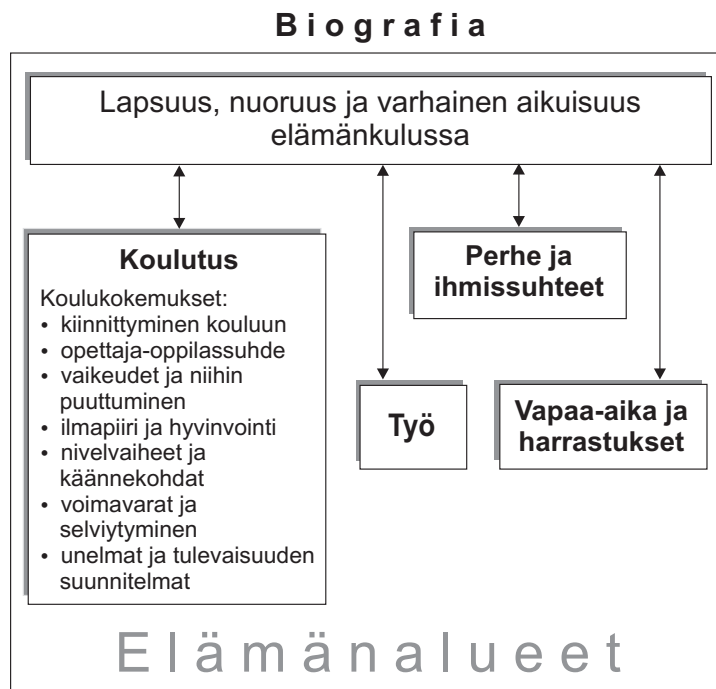 Biografia
Lapsuus, nuoruus ja varhainen aikuisuus
elämänkulussa
Koulutus
Koulukokemukset:
• kiinnittyminen kouluun
• opettaja-oppilassuhde
• vaikeudet ja niihin
puuttuminen
• ilmapiiri ja hyvinvointi
• nivelvaiheet ja
käännekohdat
• voimavarat ja
selviytyminen
• unelmat ja tulevaisuuden
suunnitelmat
Perhe ja
ihmissuhteet
Työ
Vapaa-aika ja
harrastukset
Elämänalueet